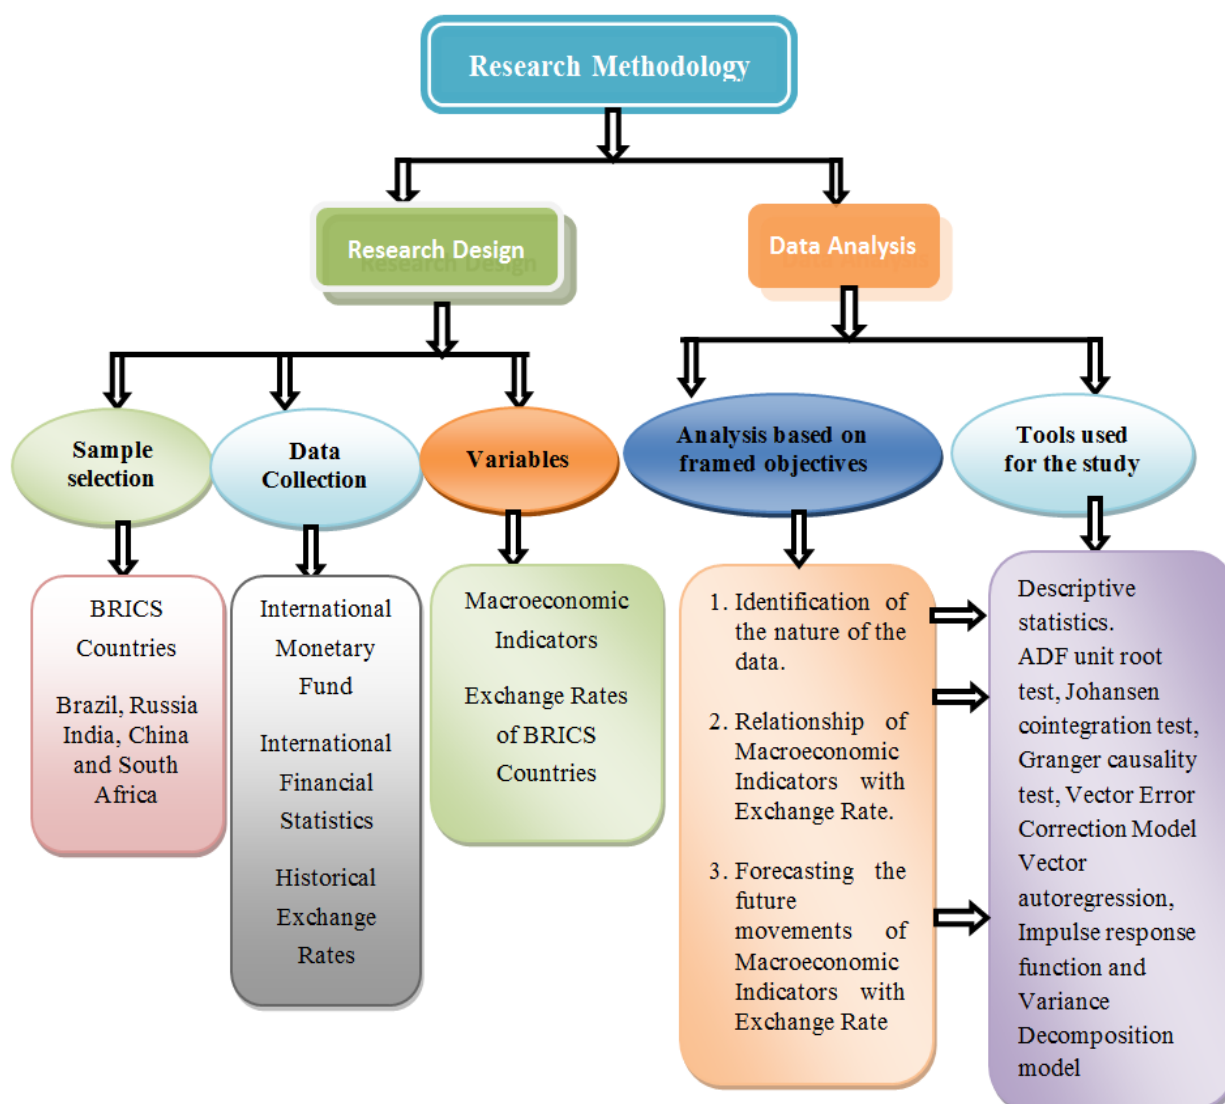 Research Methodology
Research Design
Data Analysis
Sample
selection
Data
Collection
Variables
Analysis based on
framed objectives
Tools used
for the study
BRICS
Countries
Brazil, Russia
India, China
and South
Africa
International
Monetary
Fund
International
Financial
Statistics
Historical
Exchange
Rates
Macroeconomic
Indicators
Exchange Rates
of BRICS
Countries
1. Identification of
the nature of the
data.
2. Relationship of
Macroeconomic
Indicators with
Exchange Rate.
3. Forecasting the
future
movements of
Macroeconomic
Indicators with
Exchange Rate
Descriptive
statistics.
ADF unit root
test, Johansen
cointegration test,
Granger causality
test, Vector Error
Correction Model
Vector
autoregression,
Impulse response
function and
Variance
Decomposition
model